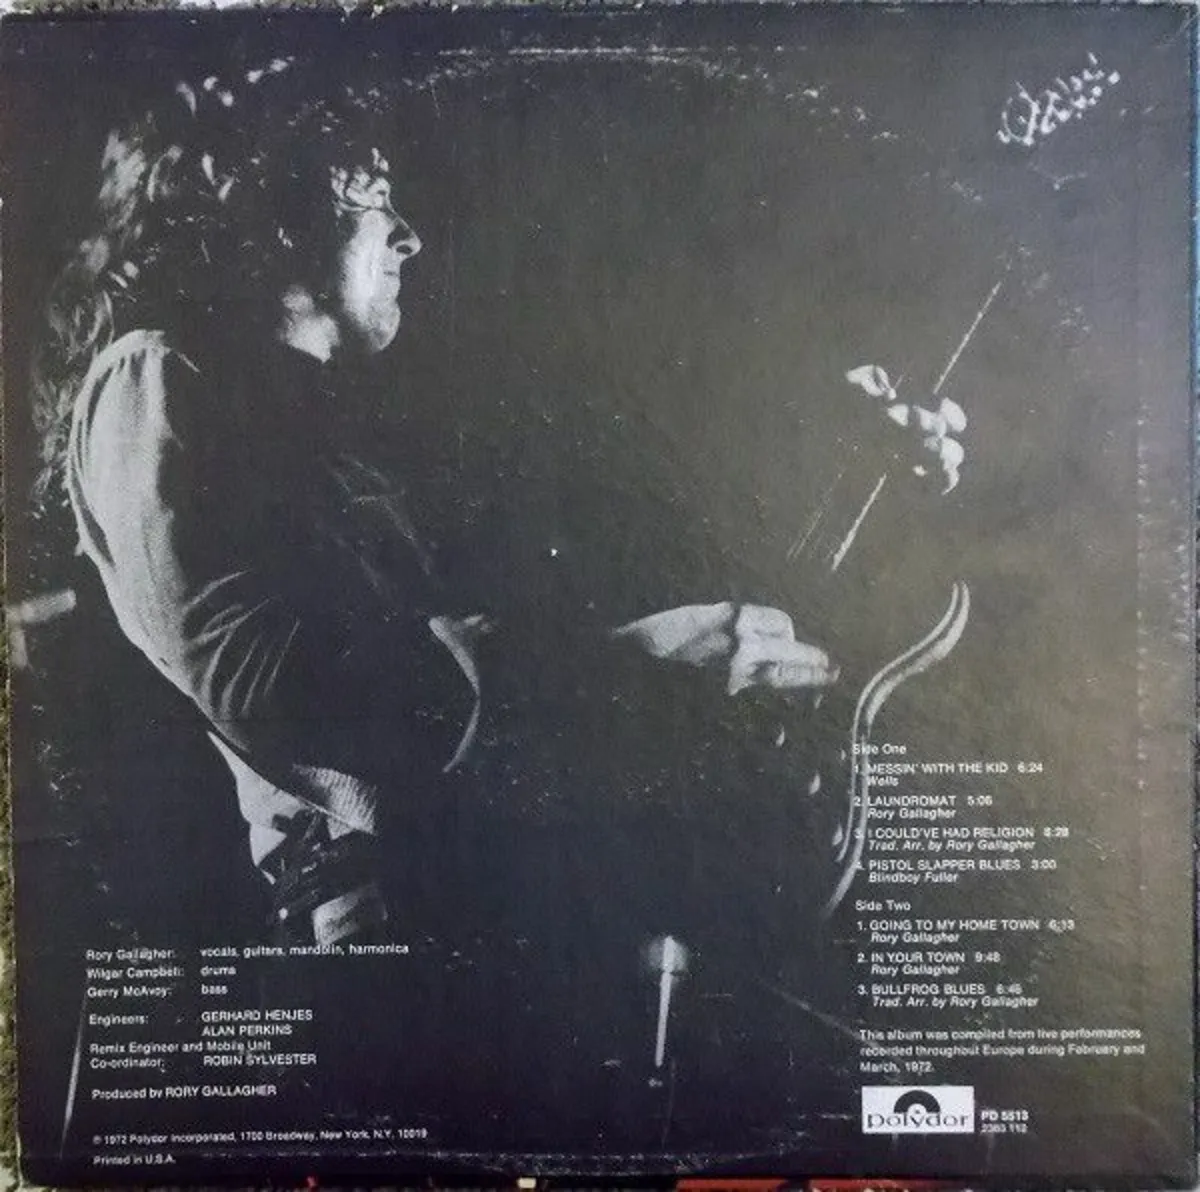 Side One
1. MESSIN' WITH THE KID 6:24
Wells
2. LAUNDROMAT 5:06
Rory Gallagher
3. I COULD'VE HAD RELIGION 8:28
Trad. Arr. by Rory Gallagher
4. PISTOL SLAPPER BLUES 3:00
Blindboy Fuller
Side Two
1. GOING TO MY HOME TOWN 6:13
Rory Gallagher
2. IN YOUR TOWN 9:48
Rory Gallagher
3. BULLFROG BLUES 6:46
Trad. Arr. by Rory Gallagher
This album was compiled from live performances
recorded throughout Europe during February and
March, 1972.
polydor
PD 5513
2383 112
Rory Gallagher: vocals, guitars, mandolin, harmonica
Wilgar Campbell: drums
Gerry McAvoy: bass
Engineers: GERHARD HENJES
ALAN PERKINS
Remix Engineer and Mobile Unit
Co-ordinator: ROBIN SYLVESTER
Produced by RORY GALLAGHER
℗ 1972 Polydor Incorporated, 1700 Broadway, New York, N.Y. 10019
Printed in U.S.A.